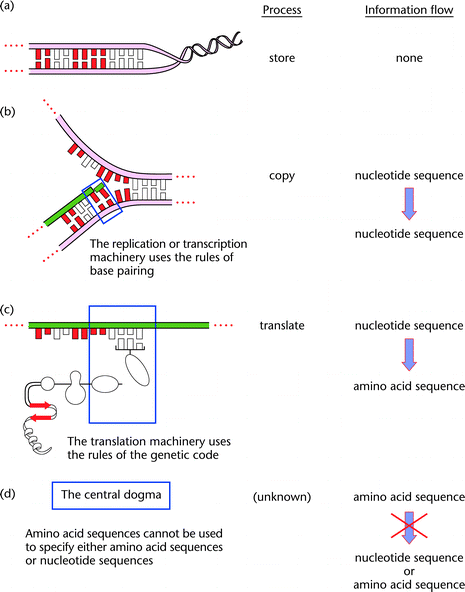 (a)
Process
Information flow
store
none
(b)
copy
nucleotide sequence
nucleotide sequence
The replication or transcription
machinery uses the rules of
base pairing
(c)
translate
nucleotide sequence
amino acid sequence
The translation machinery uses
the rules of the genetic code
(d)
The central dogma
(unknown)
amino acid sequence
Amino acid sequences cannot be used
to specify either amino acid sequences
or nucleotide sequences
nucleotide sequence
or
amino acid sequence